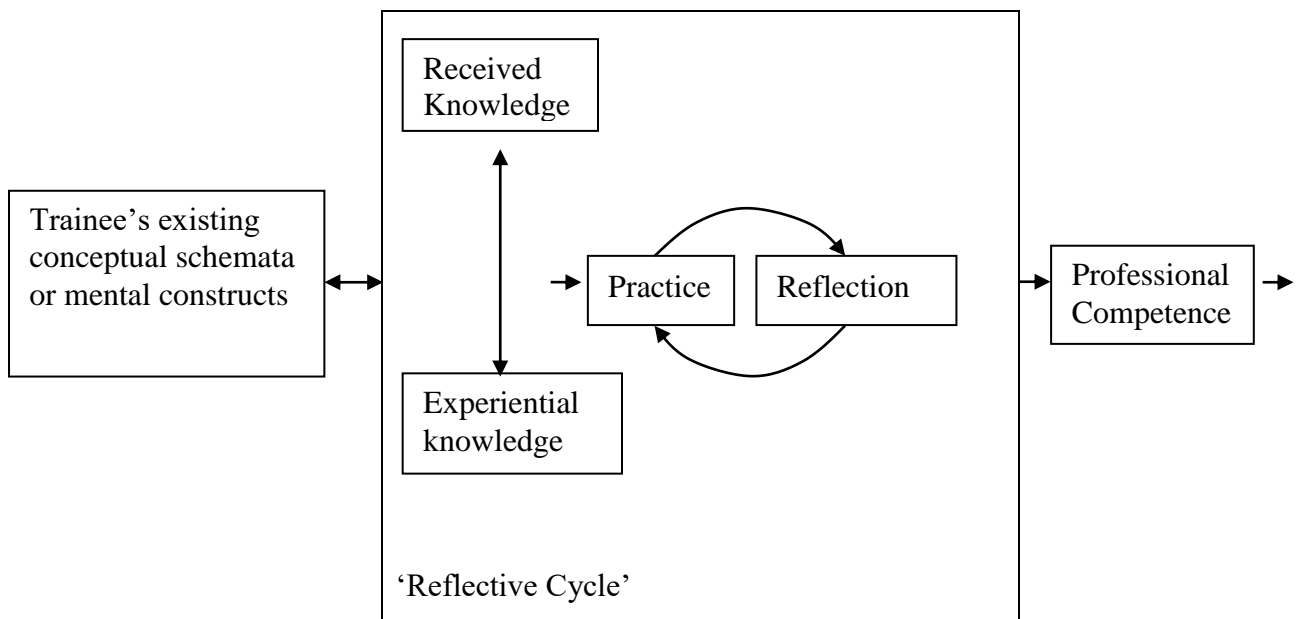 Trainee’s existing
conceptual schemata
or mental constructs
Received
Knowledge
Experiential
knowledge
Practice
Reflection
‘Reflective Cycle’
Professional
Competence